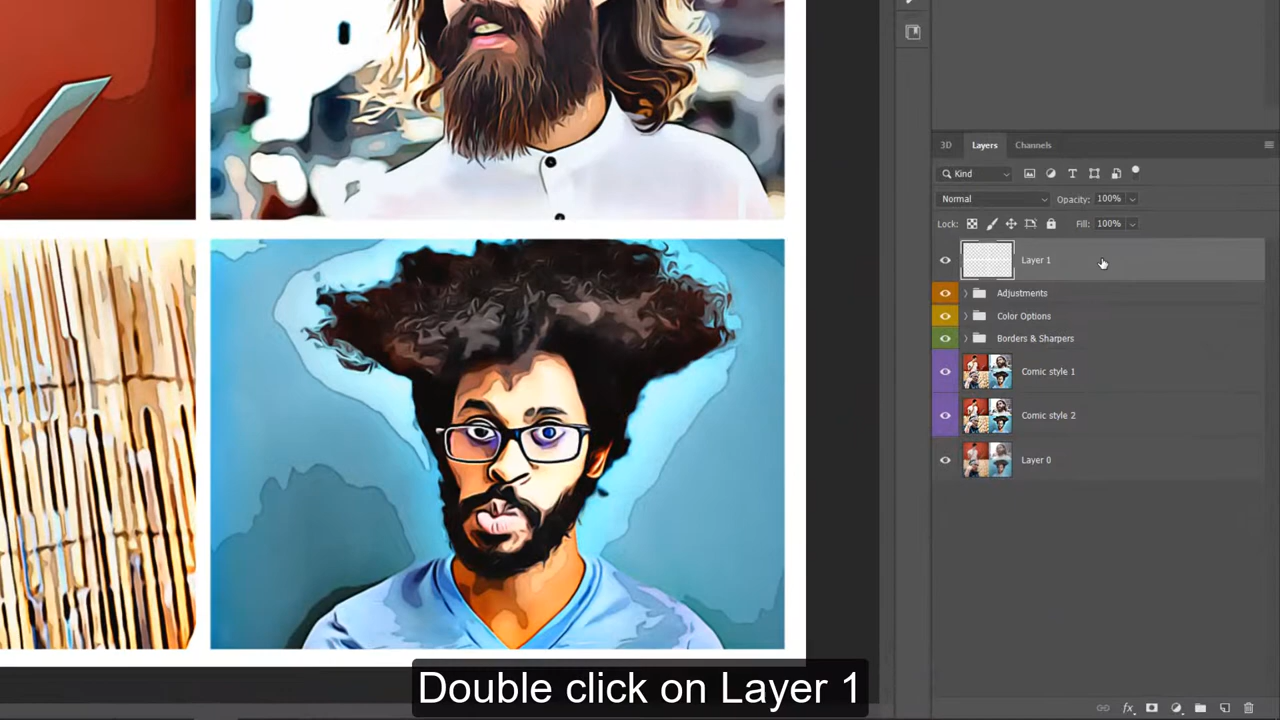 3D Layers Channels
Kind
Normal Opacity: 100%
Lock: Fill: 100%
Layer 1
Adjustments
Color Options
Borders & Sharpers
Comic style 1
Comic style 2
Layer 0
fx
Double click on Layer 1